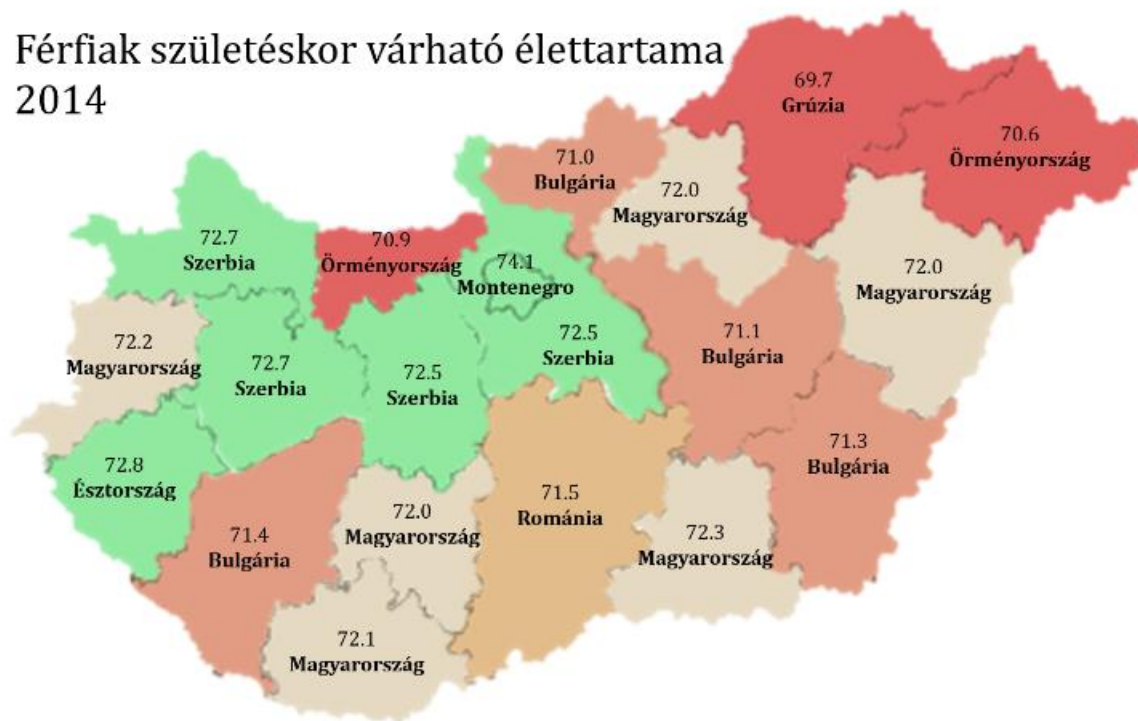 Férfiak születéskor várható élettartama
2014
69.7
Grúzia
70.6
Örményország
71.0
Bulgária
72.0
Magyarország
72.7
Szerbia
70.9
Örményország
74.1
Montenegro
72.0
Magyarország
72.2
Magyarország
72.7
Szerbia
72.5
Szerbia
72.5
Szerbia
71.1
Bulgária
72.8
Észtország
71.4
Bulgária
72.0
Magyarország
71.5
Románia
72.3
Magyarország
71.3
Bulgária
72.1
Magyarország